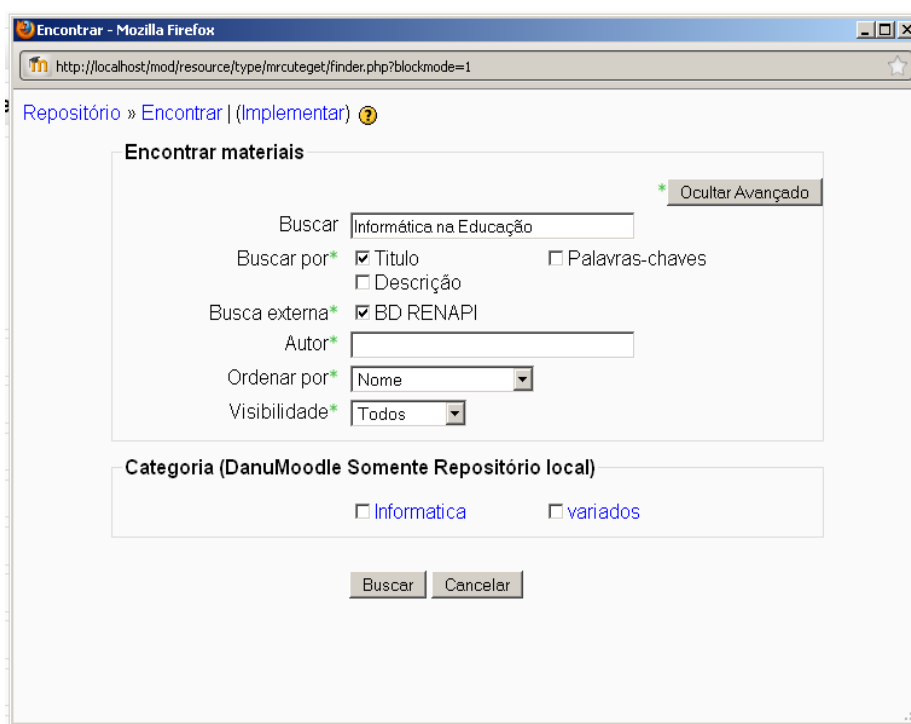 Encontrar - Mozilla Firefox
http://localhost/mod/resource/type/mrcuteget/finder.php?blockmode=1
Repositório » Encontrar | (Implementar) ?
Encontrar materiais
* Ocultar Avançado
Buscar Informática na Educação
Buscar por* Titulo Palavras-chaves
Descrição
Busca externa* BD RENAPI
Autor*
Ordenar por* Nome
Visibilidade* Todos
Categoria (DanuMoodle Somente Repositório local)
Informatica variados
Buscar Cancelar